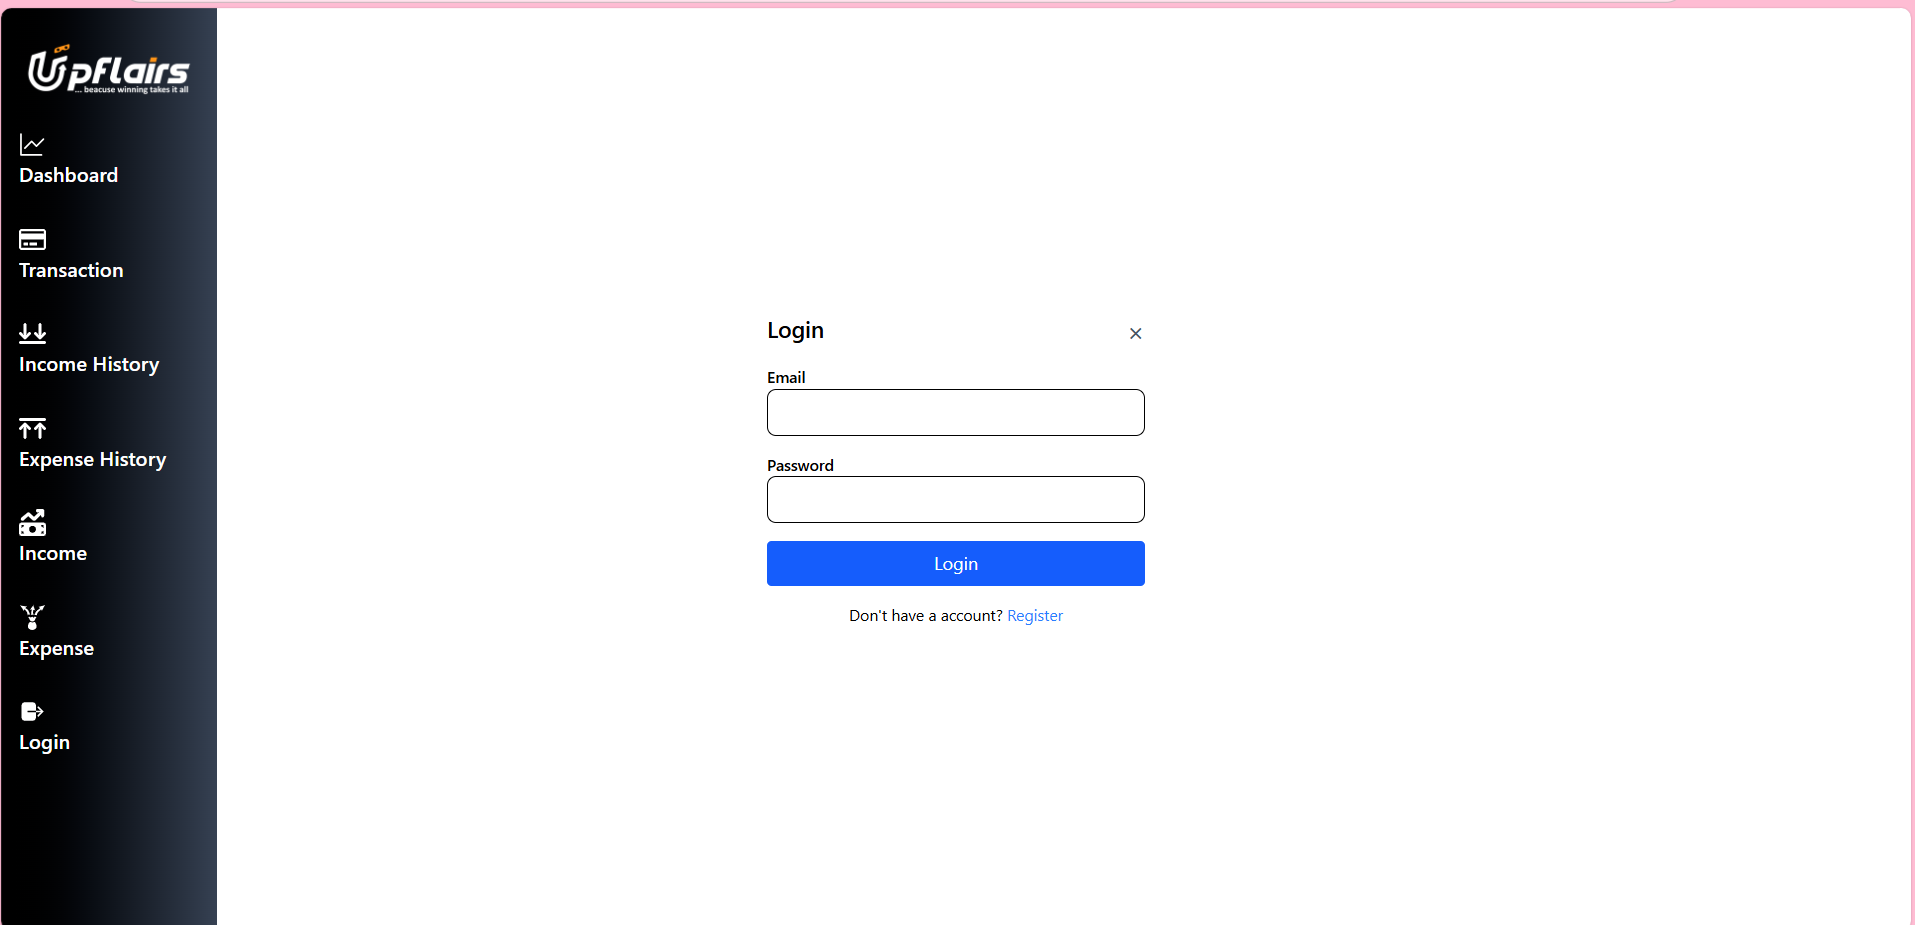 Upflairs
... beacuse winning takes it all
Dashboard
Transaction
Income History
Expense History
Income
Expense
Login
Login
Email
Password
Login
Don't have a account? Register